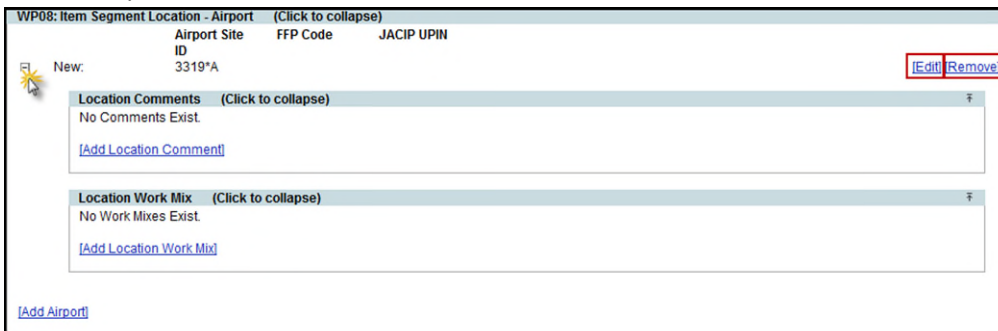 WP08: Item Segment Location - Airport (Click to collapse)
Airport Site ID FFP Code JACIP UPIN
New: 3319*A [Edit] [Remove]
Location Comments (Click to collapse)
No Comments Exist.
[Add Location Comment]
Location Work Mix (Click to collapse)
No Work Mixes Exist.
[Add Location Work Mix]
[Add Airport]